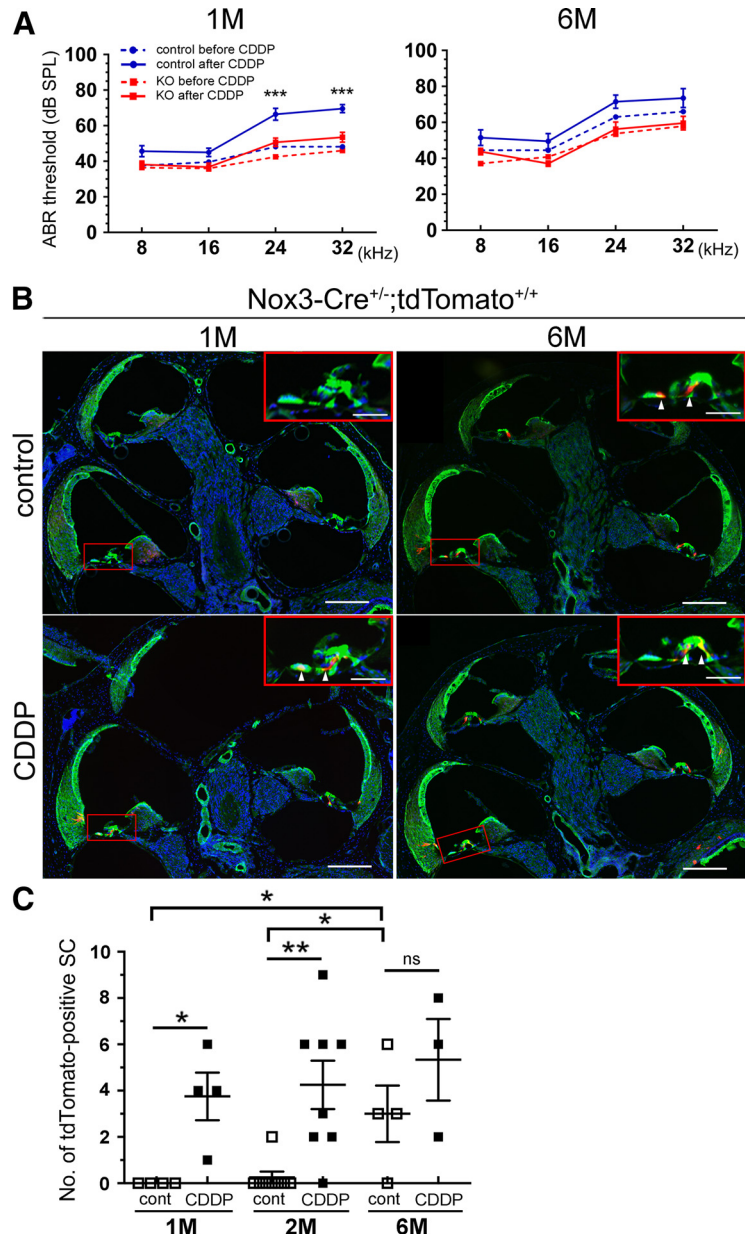 A
1M
6M
control before CDDP
control after CDDP
KO before CDDP
KO after CDDP
ABR threshold (dB SPL)
100
80
60
40
20
0
*** ***
8 16 24 32 (kHz)
100
80
60
40
20
0
8 16 24 32 (kHz)
B
Nox3-Cre+/-;tdTomato+/+
1M
6M
control
CDDP
C
No. of tdTomato-positive SC
10
8
6
4
2
0
*
*
*
**
ns
cont CDDP cont CDDP cont CDDP
1M 2M 6M